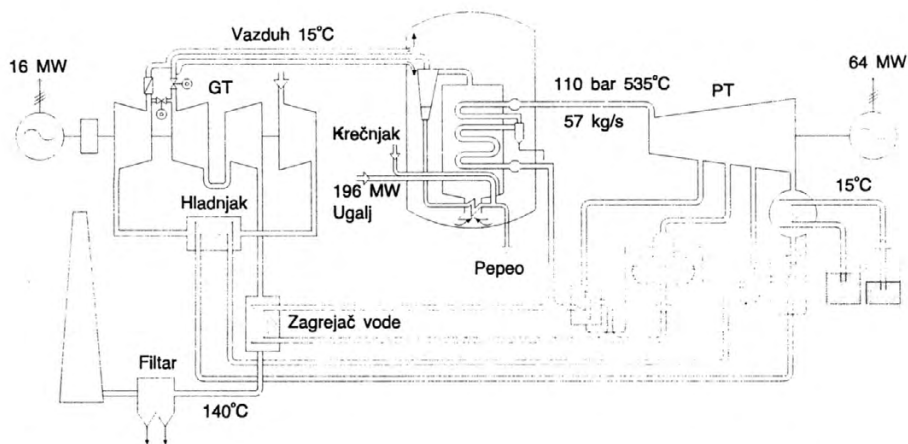 Vazduh 15°C
16 MW
GT
64 MW
110 bar 535°C
PT
57 kg/s
Krečnjak
196 MW
Ugalj
15°C
Hladnjak
Pepeo
Zagrejač vode
Filtar
140°C